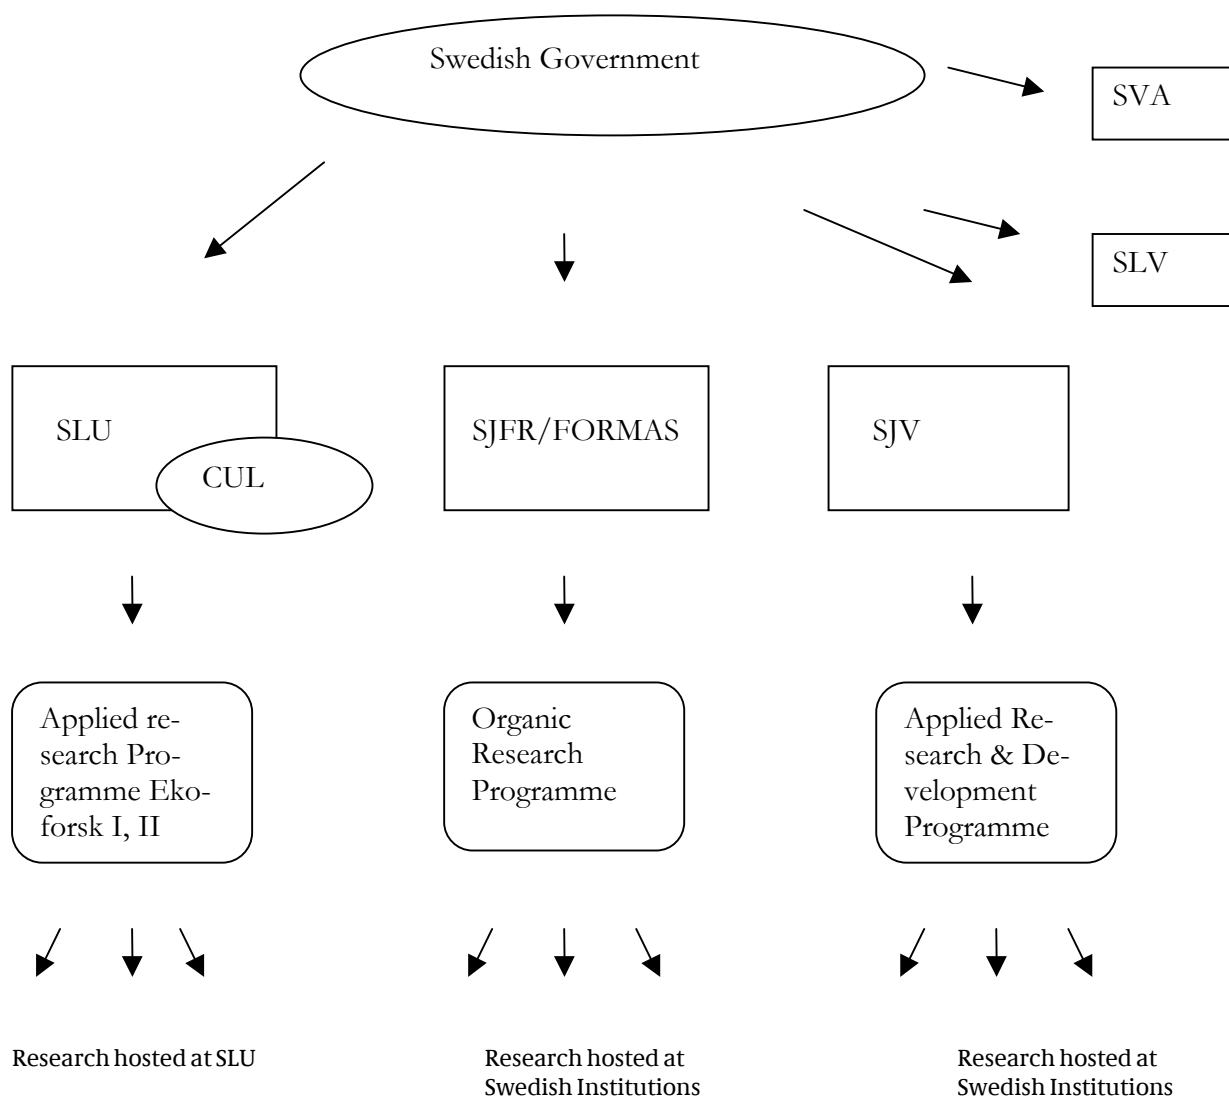 Swedish Government
SVA
SLV
SLU
CUL
SJFR/FORMAS
SJV
Applied re-
search Pro-
gramme Eko-
forsk I, II
Organic
Research
Programme
Applied Re-
search & De-
velopment
Programme
Research hosted at SLU
Research hosted at
Swedish Institutions
Research hosted at
Swedish Institutions